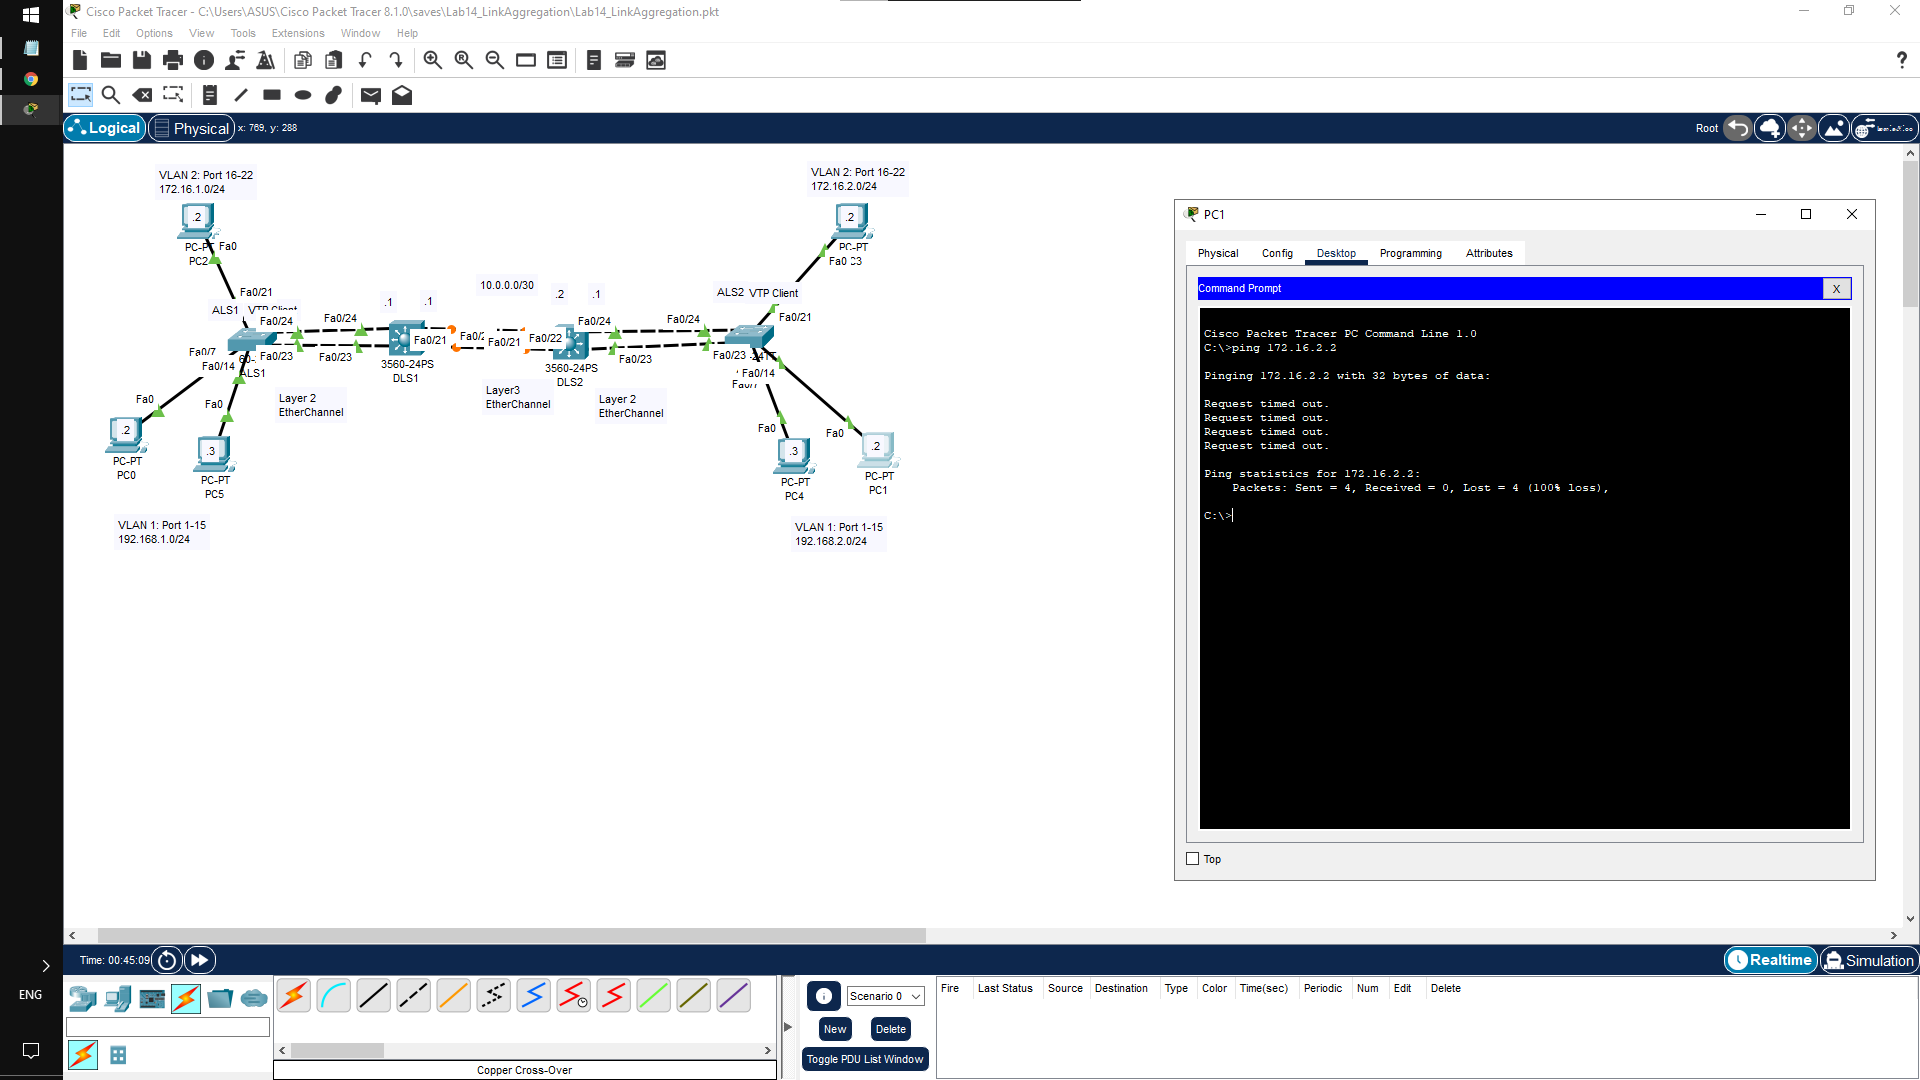 Cisco Packet Tracer - C:\Users\ASUS\Cisco Packet Tracer 8.1.0\saves\Lab14_LinkAggregation\Lab14_LinkAggregation.pkt
File Edit Options View Tools Extensions Window Help
Logical Physical x: 769, y: 288 Root
VLAN 2: Port 16-22
172.16.1.0/24
.2
PC-PT
PC2
Fa0
Fa0/21
ALS1 VTP Client
Fa0/24
Fa0/23
Fa0/7
Fa0/14
ALS1
Fa0
.2
PC-PT
PC0
Fa0
.3
PC-PT
PC5
VLAN 1: Port 1-15
192.168.1.0/24
Layer 2
EtherChannel
Fa0/24
Fa0/23
.1
.1
3560-24PS
DLS1
Fa0/21
10.0.0.0/30
.2
.1
Fa0/21
Fa0/22
Layer3
EtherChannel
3560-24PS
DLS2
Fa0/24
Fa0/23
Layer 2
EtherChannel
VLAN 2: Port 16-22
172.16.2.0/24
.2
PC-PT
Fa0 C3
ALS2 VTP Client
Fa0/21
Fa0/24
Fa0/23
Fa0/14
Fa0
Fa0
.3
PC-PT
PC4
.2
PC-PT
PC1
VLAN 1: Port 1-15
192.168.2.0/24
PC1
Physical Config Desktop Programming Attributes
Command Prompt X
Cisco Packet Tracer PC Command Line 1.0
C:\>ping 172.16.2.2
Pinging 172.16.2.2 with 32 bytes of data:
Request timed out.
Request timed out.
Request timed out.
Request timed out.
Ping statistics for 172.16.2.2:
Packets: Sent = 4, Received = 0, Lost = 4 (100% loss),
C:\>
Top
Time: 00:45:09
Realtime Simulation
ENG
Scenario 0
New Delete
Toggle PDU List Window
Fire Last Status Source Destination Type Color Time(sec) Periodic Num Edit Delete
Copper Cross-Over